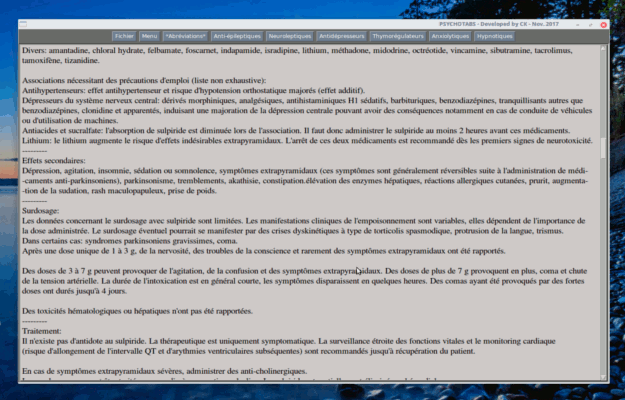 PSYCHOTABS - Developed by CX - Nov. 2017
Fichier Menu "Abréviations" Anti-épileptiques Neuroleptiques Antidépresseurs Thymorégulateurs Anxiolytiques Hypnotiques
Divers: amantadine, chloral hydrate, felbamate, foscarnet, indapamide, isradipine, lithium, méthadone, midodrine, octréotide, vincamine, sibutramine, tacrolimus,
tamoxifène, tizanidine.
Associations nécessitant des précautions d'emploi (liste non exhaustive):
Antihypertenseurs: effet antihypertenseur et risque d'hypotension orthostatique majorés (effet additif).
Dépresseurs du système nerveux central: dérivés morphiniques, analgésiques, antihistaminiques H1 sédatifs, barbituriques, benzodiazépines, tranquillisants autres que
benzodiazépines, clonidine et apparentés, induisant une majoration de la dépression centrale pouvant avoir des conséquences notamment en cas de conduite de véhicules
ou d'utilisation de machines.
Antiacides et sucralfate: l'absorption de sulpiride est diminuée lors de l'association. Il faut donc administrer le sulpiride au moins 2 heures avant ces médicaments.
Lithium: le lithium augmente le risque d'effets indésirables extrapyramidaux. L'arrêt de ces deux médicaments est recommandé dès les premiers signes de neurotoxicité.
---------
Effets secondaires:
Dépression, agitation, insomnie, sédation ou somnolence, symptômes extrapyramidaux (ces symptômes sont généralement réversibles suite à l'administration de médi-
-caments anti-parkinsoniens), parkinsonisme, tremblements, akathisie, constipation.élévation des enzymes hépatiques, réactions allergiques cutanées, prurit, augmenta-
-tion de la sudation, rash maculopapuleux, prise de poids.
---------
Surdosage:
Les données concernant le surdosage avec sulpiride sont limitées. Les manifestations cliniques de l'empoisonnement sont variables, elles dépendent de l'importance de
la dose administrée. Le surdosage éventuel pourrait se manifester par des crises dyskinétiques à type de torticolis spasmodique, protrusion de la langue, trismus.
Dans certains cas: syndromes parkinsoniens gravissimes, coma.
Après une dose unique de 1 à 3 g, de la nervosité, des troubles de la conscience et rarement des symptômes extrapyramidaux ont été rapportés.
Des doses de 3 à 7 g peuvent provoquer de l'agitation, de la confusion et des symptômes extrapyramidaux. Des doses de plus de 7 g provoquent en plus, coma et chute
de la tension artérielle. La durée de l'intoxication est en général courte, les symptômes disparaissent en quelques heures. Des comas ayant été provoqués par des fortes
doses ont durés jusqu'à 4 jours.
Des toxicités hématologiques ou hépatiques n'ont pas été rapportées.
---------
Traitement:
Il n'existe pas d'antidote au sulpiride. La thérapeutique est uniquement symptomatique. La surveillance étroite des fonctions vitales et le monitoring cardiaque
(risque d'allongement de l'intervalle QT et d'arythmies ventriculaires subséquentes) sont recommandés jusqu'à récupération du patient.
En cas de symptômes extrapyramidaux sévères, administrer des anti-cholinergiques.